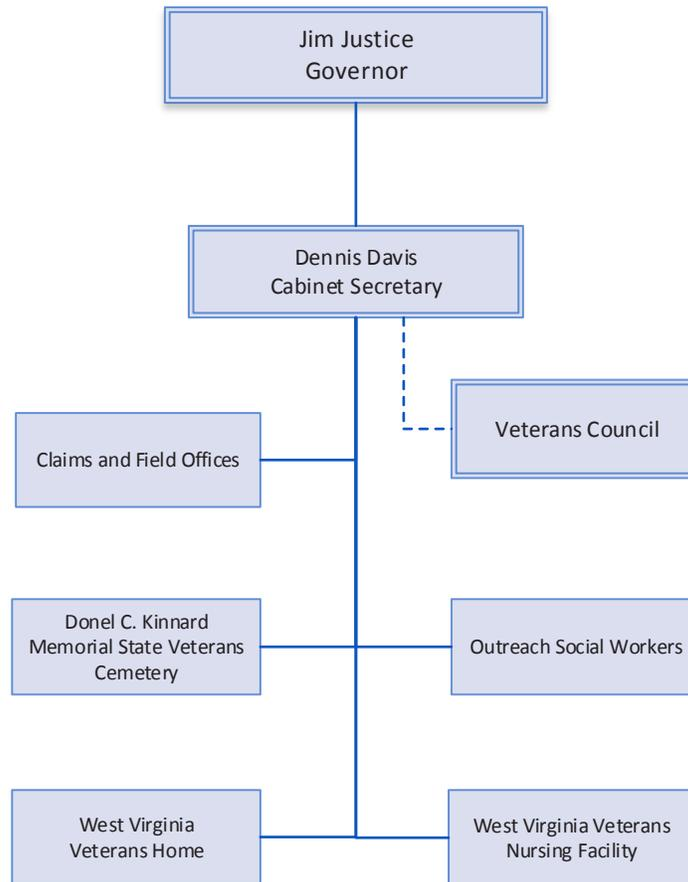 Jim Justice
Governor
Dennis Davis
Cabinet Secretary
Veterans Council
Claims and Field Offices
Donel C. Kinnard
Memorial State Veterans
Cemetery
Outreach Social Workers
West Virginia
Veterans Home
West Virginia Veterans
Nursing Facility